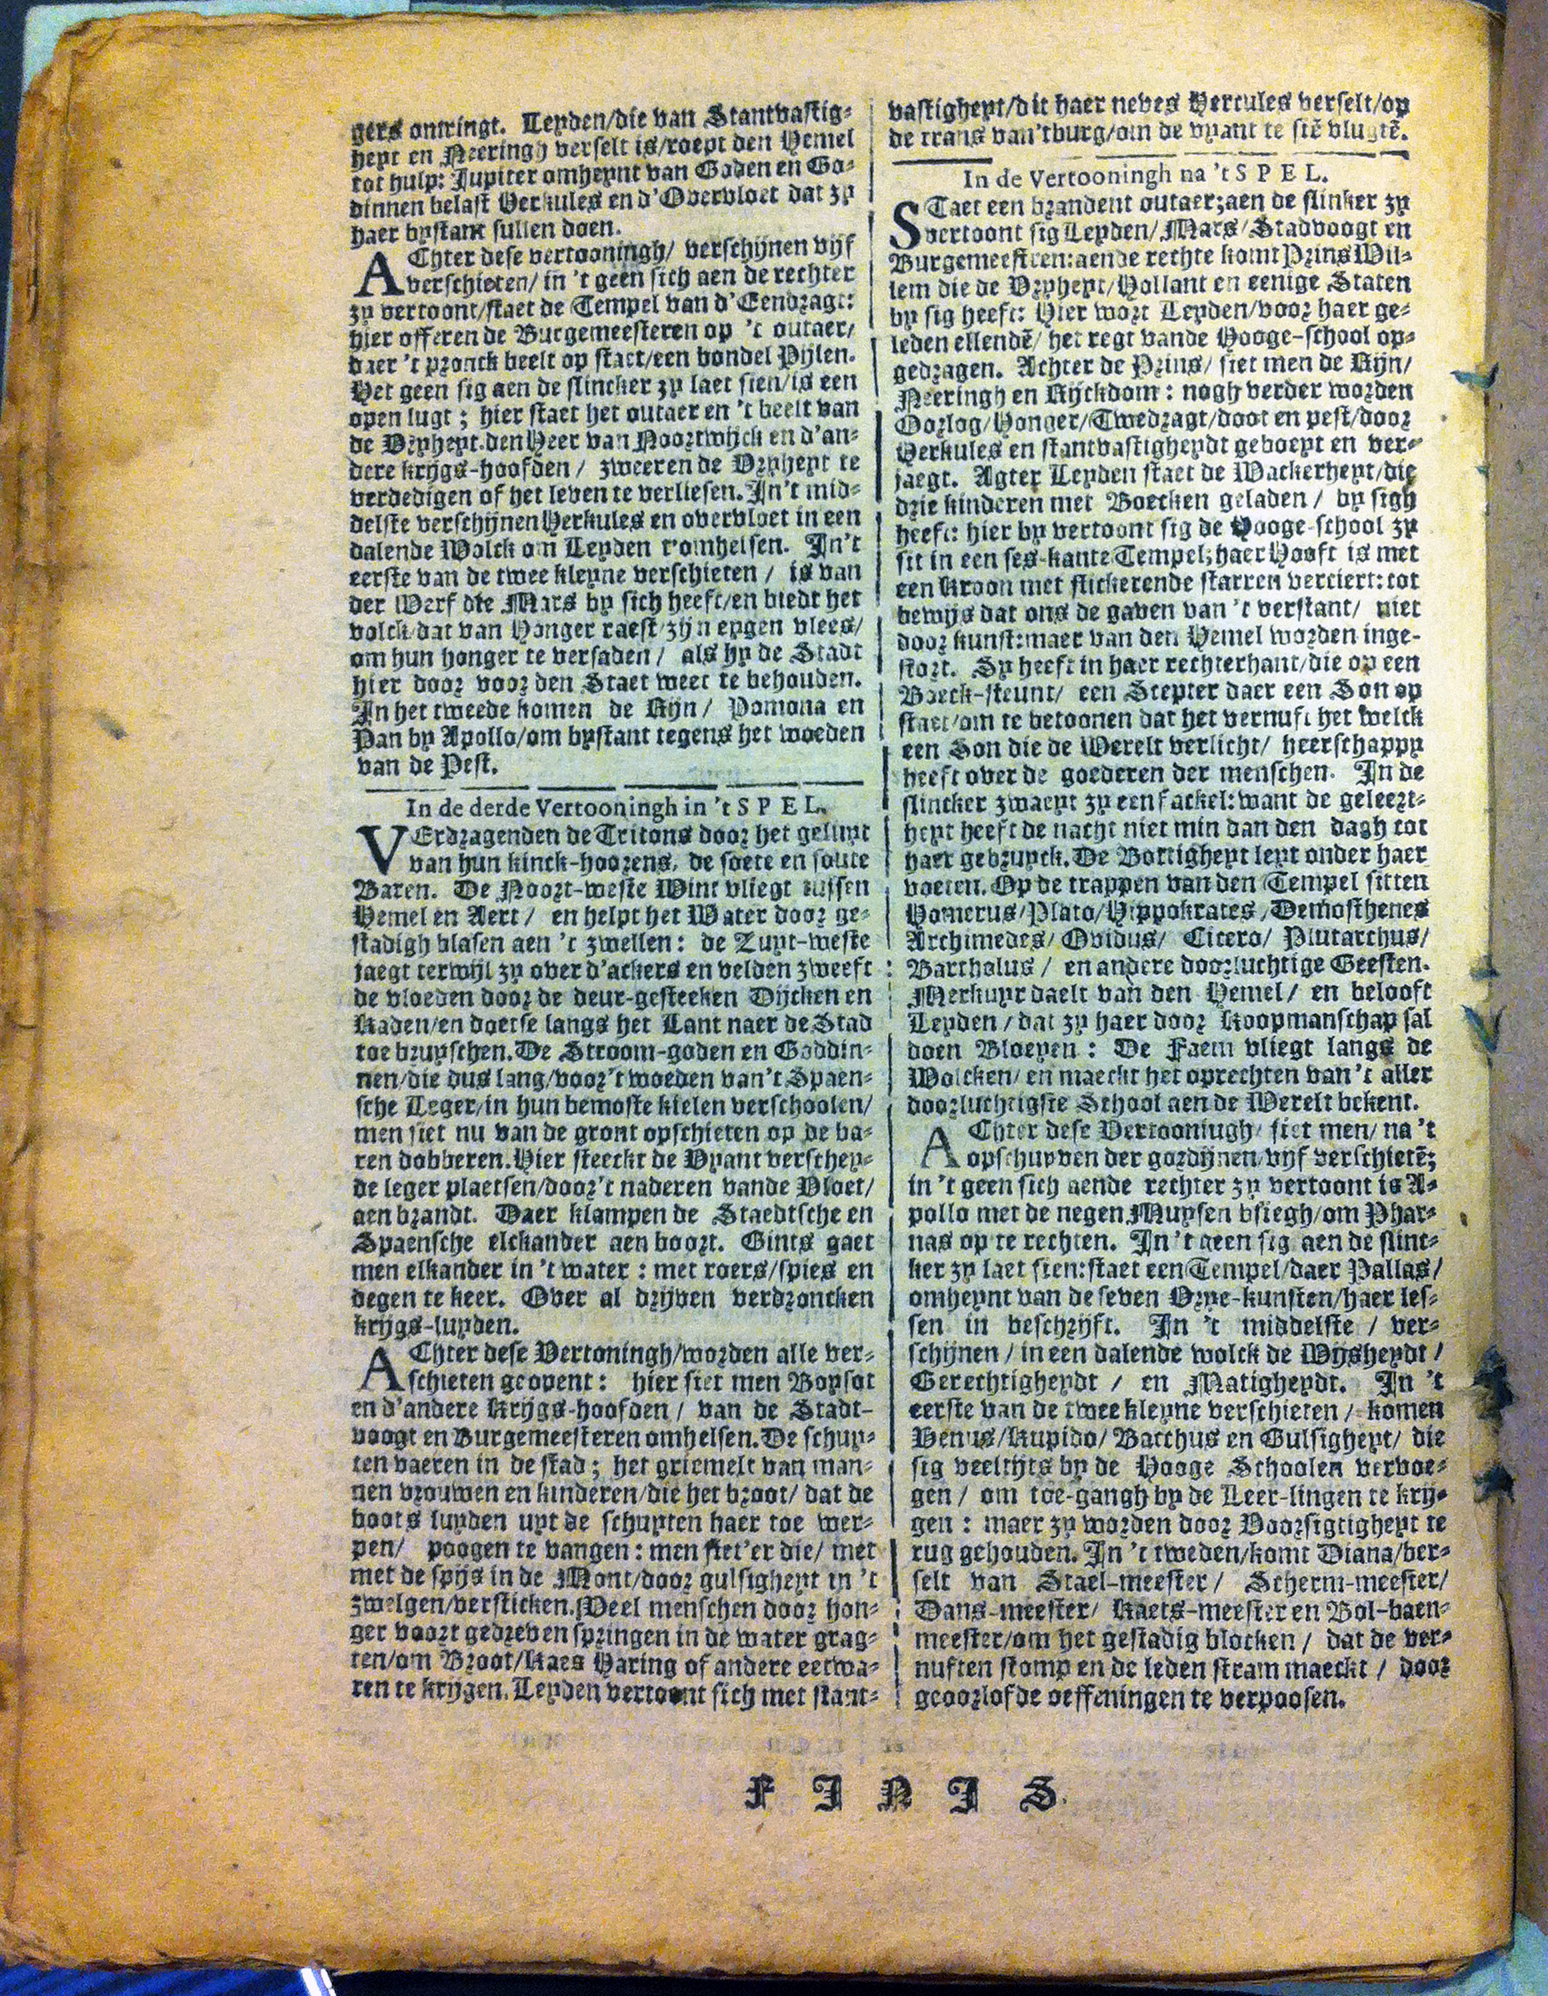 gers omringt. Leyden/die van Stantvastig-
heyt en Neeringh verselt is/roept den Hemel
tot hulp: Jupiter omheynt van Goden en Go-
dinnen belast Herkules en d'Overvloet dat zy
haer bystant sullen doen.
AChter dese vertooningh/ verschijnen vijf
verschieten/ in 't geen sich aen de rechter
zy vertoont/staet de Tempel van d'Eendragt:
hier offeren de Burgemeesteren op 't outaer/
daer 't pronck beelt op staet/een bondel Pijlen.
Het geen sig aen de slincker zy laet sien/is een
open lugt ; hier staet het outaer en 't beelt van
de Vryheyt.den Heer van Noortwijck en d'an-
dere krijgs-hoofden / zweeren de Vryheyt te
verdedigen of het leven te verliesen. In't mid-
delste verschijnen Herkules en overvloet in een
dalende Wolck om Leyden t'omhelsen. In't
eerste van de twee kleyne verschieten / is van
der Werf die Mars by sich heeft/en biedt het
volck/dat van Honger raest/zijn eygen vlees/
om hun honger te versaden / als hy de Stadt
hier door voor den Staet weet te behouden.
In het tweede komen de Rijn / Pomona en
Pan by Apollo/om bystant tegens het woeden
van de Pest.
In de derde Vertooningh in 't SPEL.
VErdragenden de Tritons door het geluyt
van hun kinck-hoorens, de soete en soute
Baren. De Noort-weste Wint vliegt tussen
Hemel en Aert / en helpt het Water door ge-
stadigh blasen aen 't zwellen : de Zuyt-weste
jaegt terwijl zy over d'ackers en velden zweeft
de vloeden door de deur-gesteeken Dijcken en
Kaden/en doetse langs het Lant naer de Stad
toe bruyschen.De Stroom-goden en Goddin-
nen/die dus lang/voor't woeden van't Spaen-
sche Leger/in hun bemoste kielen verschoolen/
men siet nu van de gront opschieten op de ba-
ren dobberen.Hier steeckt de Vyant verschey-
de leger plaetsen/door't naderen vande Vloet/
aen brandt. Daer klampen de Staedtsche en
Spaensche elckander aen boort. Gints gaet
men elkander in 't water : met roers/spies en
degen te keer. Over al drijven verdroncken
krijgs-luyden.
AChter dese Vertoningh/worden alle ver-
schieten geopent : hier siet men Boysot
en d'andere Krijgs-hoofden / van de Stadt-
voogt en Burgemeesteren omhelsen.De schuy-
ten vaeren in de stad ; het griemelt van man-
nen vrouwen en kinderen/die het broot/ dat de
boots luyden uyt de schuyten haer toe wer-
pen/ poogen te vangen : men siet'er die/ met
met de spijs in de Mont/door gulsigheyt in 't
zwelgen/versticken.Veel menschen door hon-
ger voort gedreven springen in de water grag-
ten/om Broot/Kaes Haring of andere eetwa-
ren te krijgen. Leyden vertoont sich met stant-
vastigheyt/dit haer neves Hercules verselt/op
de trans van'tburg/om de vyant te siē vlugtē.
In de Vertooningh na 't SPEL.
STaet een brandent outaer;aen de slinker zy
vertoont sig Leyden/Mars/Stadvoogt en
Burgemeesteren:aende rechte komt Prins Wil-
lem die de Vryheyt/Hollant en eenige Staten
by sig heeft: Hier wort Leyden/voor haer ge-
leden ellendē/ het regt vande Hooge-school op-
gedragen. Achter de Prins/ siet men de Rijn/
Neeringh en Rijckdom : nogh verder worden
Oorlog/Honger/Twedragt/doot en pest/door
Herkules en stantvastigheydt geboeyt en ver-
jaegt. Agter Leyden staet de Wackerheyt/die
drie kinderen met Boecken geladen / by sigh
heeft: hier by vertoont sig de Hooge-school zy
sit in een ses-kante Tempel;haer Hooft is met
een Kroon met flickerende starren verciert:tot
bewijs dat ons de gaven van 't verstant/ niet
door kunst:maer van den Hemel worden inge-
stort. Sy heeft in haer rechterhant/die op een
Boeck-steunt/ een Scepter daer een Son op
staet/om te betoonen dat het vernuft het welck
een Son die de Werelt verlicht/ heerschappy
heeft over de goederen der menschen. In de
slincker zwaeyt zy een fackel:want de geleert-
heyt heeft de nacht niet min dan den dagh tot
haer gebruyck.De Bottigheyt leyt onder haer
voeten. Op de trappen van den Tempel sitten
Homerus/Plato/Hippokrates,Demosthenes
Archimedes/ Ovidus/ Cicero/ Plutarchus/
Bartholus / en andere doorluchtige Geesten.
Merkuyr daelt van den Hemel/ en belooft
Leyden / dat zy haer door Koopmanschap sal
doen Bloeyen : De Faem vliegt langs de
Wolcken/ en maeckt het oprechten van 't aller
doorluchtigste School aen de Werelt bekent.
AChter dese Vertooniugh/ siet men/ na 't
opschuyven der gordijnen/vijf verschietē;
in 't geen sich aende rechter zy vertoont is A-
pollo met de negen Muysen bsiegh/om Phar-
nas op te rechten. In 't geen sig aen de slinc-
ker zy laet sien:staet een Tempel/daer Pallas/
omheynt van de seven Vrye-kunsten/haer les-
sen in beschrijft. In 't middelste / ver-
schijnen / in een dalende wolck de Wijsheydt /
Gerechtigheydt / en Matigheydt. In 't
eerste van de twee kleyne verschieten / komen
Venus/Kupido/ Bacchus en Gulsigheyt/ die
sig veeltijts by de Hooge Schoolen vervoe-
gen / om toe-gangh by de Leer-lingen te krij-
gen : maer zy worden door Voorsigtigheyt te
rug gehouden. In 't tweden/komt Diana/ver-
selt van Stael-meester / Scherm-meester/
Dans-meester/ Kaets-meester en Bol-baen-
meester/om het gestadig blocken / dat de ver-
nuften stomp en de leden stram maeckt / door
geoorlofde oeffeningen te verpoosen.
FINIS.